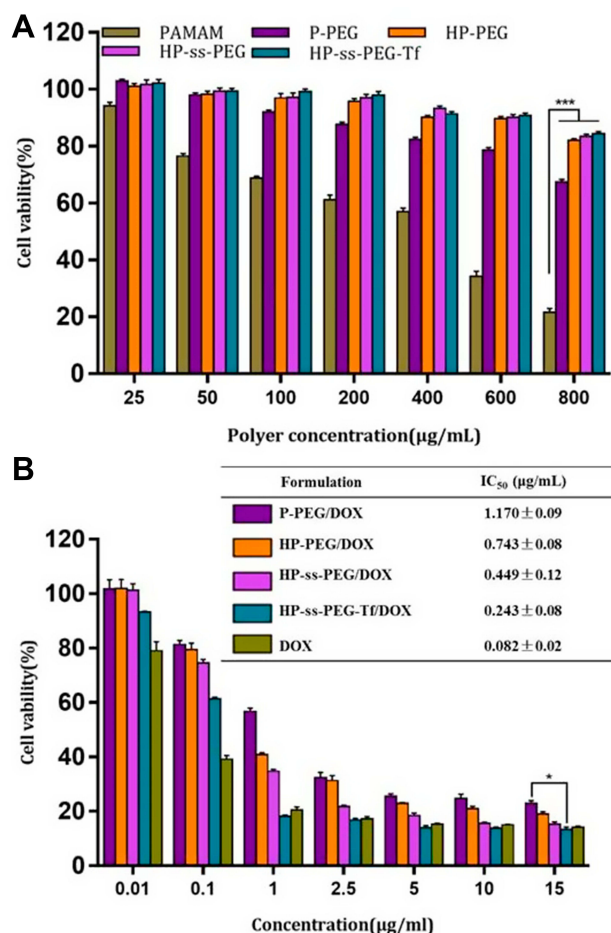 A
PAMAM P-PEG HP-PEG
HP-ss-PEG HP-ss-PEG-Tf
Cell vability(%)
120
100
80
60
40
20
0
***
25 50 100 200 400 600 800
Polyer concentration(μg/mL)
B
Formulation IC50 (μg/mL)
P-PEG/DOX 1.170±0.09
HP-PEG/DOX 0.743±0.08
HP-ss-PEG/DOX 0.449±0.12
HP-ss-PEG-Tf/DOX 0.243±0.08
DOX 0.082±0.02
Cell vability(%)
120
100
80
60
40
20
0
*
0.01 0.1 1 2.5 5 10 15
Concentration(μg/ml)